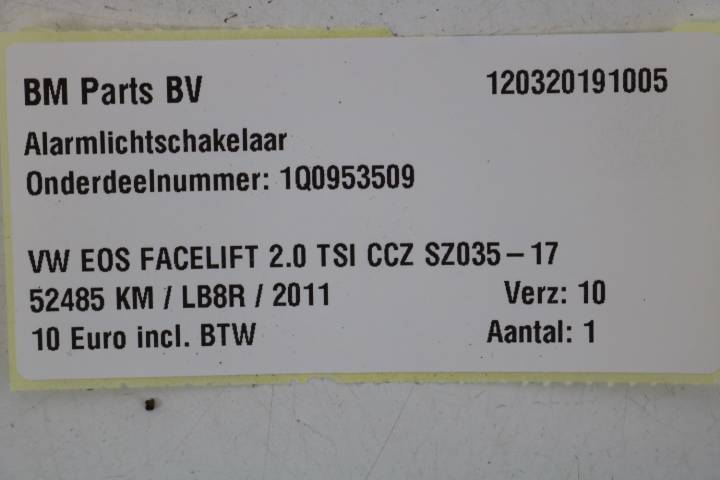 BM Parts BV 120320191005
Alarmlichtschakelaar
Onderdeelnummer: 1Q0953509
VW EOS FACELIFT 2.0 TSI CCZ SZ035-17
52485 KM / LB8R / 2011 Verz: 10
10 Euro incl. BTW Aantal: 1